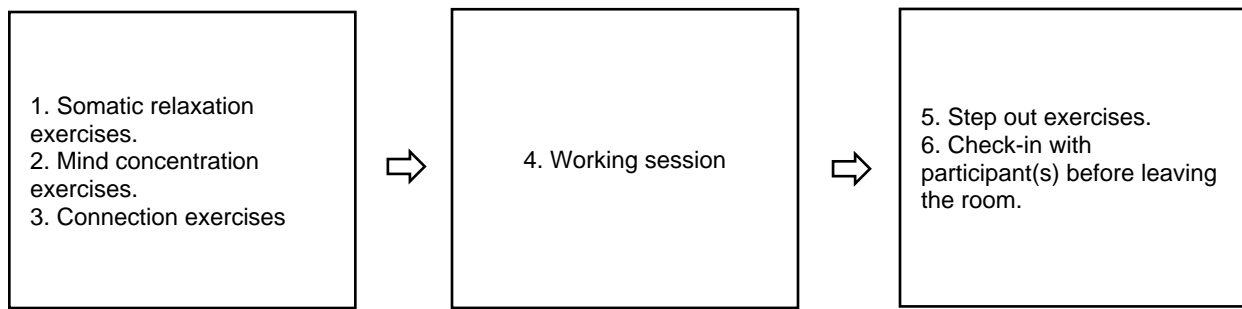 1. Somatic relaxation
exercises.
2. Mind concentration
exercises.
3. Connection exercises
4. Working session
5. Step out exercises.
6. Check-in with
participant(s) before leaving
the room.